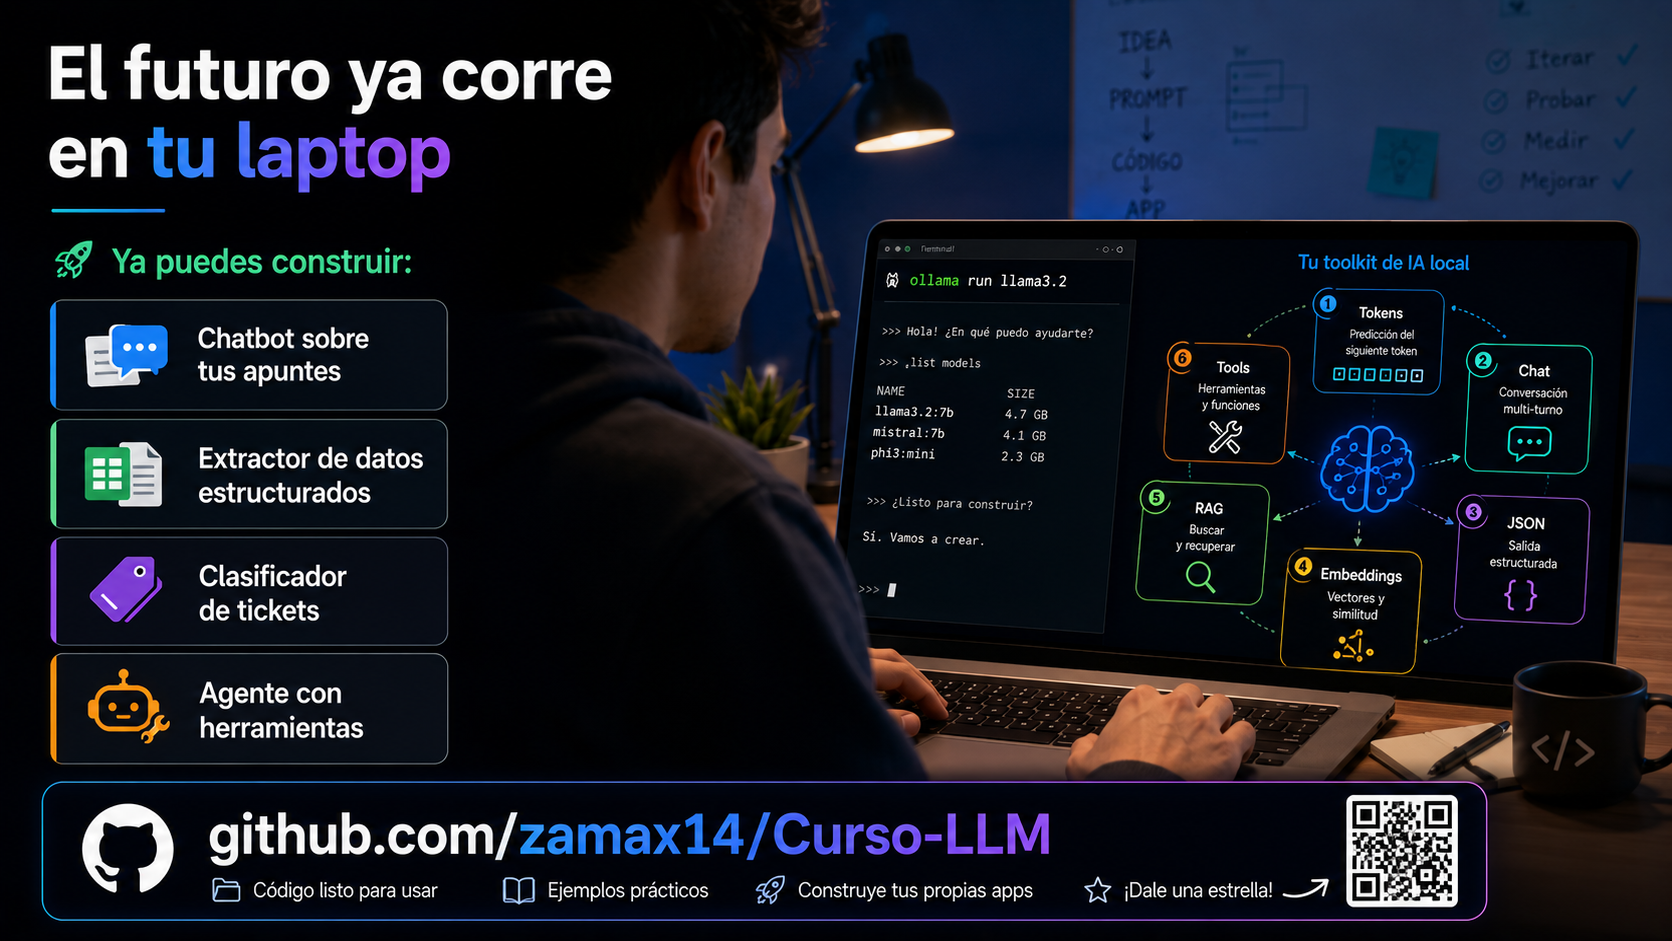 El futuro ya corre
en tu laptop
Ya puedes construir:
Chatbot sobre
tus apuntes
Extractor de datos
estructurados
Clasificador
de tickets
Agente con
herramientas
IDEA
PROMPT
CÓDIGO
APP
Iterar
Probar
Medir
Mejorar
ollama run llama3.2
>>> Hola! ¿En qué puedo ayudarte?
>>> .list models
NAME SIZE
llama3.2:7b 4.7 GB
mistral:7b 4.1 GB
phi3:mini 2.3 GB
>>> ¿Listo para construir?
Sí. Vamos a crear.
>>>
Tu toolkit de IA local
1
Tokens
Predicción del
siguiente token
2
Chat
Conversación
multi-turno
3
JSON
Salida
estructurada
{ }
4
Embeddings
Vectores y
similitud
5
RAG
Buscar
y recuperar
6
Tools
Herramientas
y funciones
</>
github.com/zamax14/Curso-LLM
Código listo para usar
Ejemplos prácticos
Construye tus propias apps
¡Dale una estrella!